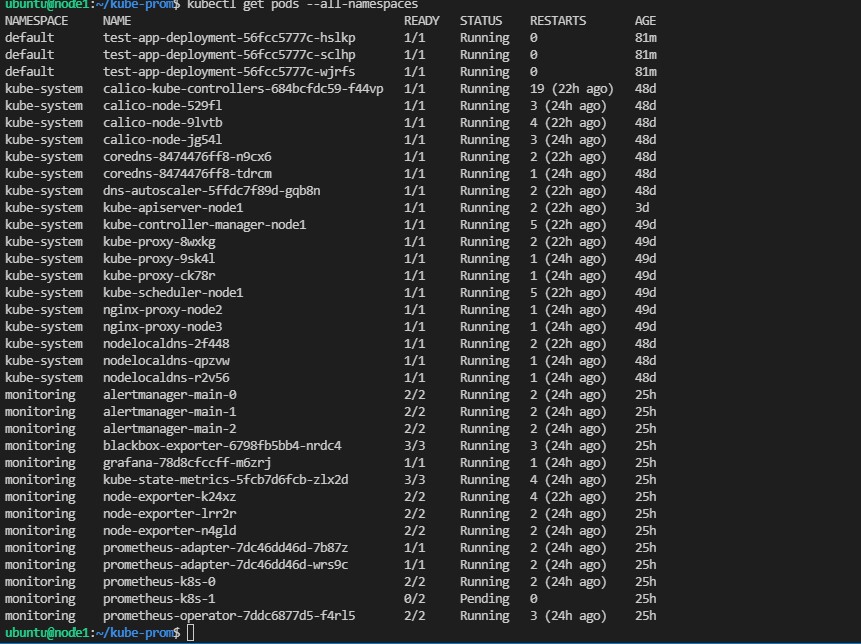 ubuntu@node1:~/kube-prom$ kubectl get pods --all-namespaces
NAMESPACE NAME READY STATUS RESTARTS AGE
default test-app-deployment-56fcc5777c-hslkp 1/1 Running 0 81m
default test-app-deployment-56fcc5777c-sclhp 1/1 Running 0 81m
default test-app-deployment-56fcc5777c-wjrfs 1/1 Running 0 81m
kube-system calico-kube-controllers-684bcfdc59-f44vp 1/1 Running 19 (22h ago) 48d
kube-system calico-node-529fl 1/1 Running 3 (24h ago) 48d
kube-system calico-node-9lvtb 1/1 Running 4 (22h ago) 48d
kube-system calico-node-jg54l 1/1 Running 3 (24h ago) 48d
kube-system coredns-8474476ff8-n9cx6 1/1 Running 2 (22h ago) 48d
kube-system coredns-8474476ff8-tdrcm 1/1 Running 1 (24h ago) 48d
kube-system dns-autoscaler-5ffdc7f89d-gqb8n 1/1 Running 2 (22h ago) 48d
kube-system kube-apiserver-node1 1/1 Running 2 (22h ago) 3d
kube-system kube-controller-manager-node1 1/1 Running 5 (22h ago) 49d
kube-system kube-proxy-8wxkg 1/1 Running 2 (22h ago) 49d
kube-system kube-proxy-9sk4l 1/1 Running 1 (24h ago) 49d
kube-system kube-proxy-ck78r 1/1 Running 1 (24h ago) 49d
kube-system kube-scheduler-node1 1/1 Running 5 (22h ago) 49d
kube-system nginx-proxy-node2 1/1 Running 1 (24h ago) 49d
kube-system nginx-proxy-node3 1/1 Running 1 (24h ago) 49d
kube-system nodelocaldns-2f448 1/1 Running 2 (22h ago) 48d
kube-system nodelocaldns-qpzvw 1/1 Running 1 (24h ago) 48d
kube-system nodelocaldns-r2v56 1/1 Running 1 (24h ago) 48d
monitoring alertmanager-main-0 2/2 Running 2 (24h ago) 25h
monitoring alertmanager-main-1 2/2 Running 2 (24h ago) 25h
monitoring alertmanager-main-2 2/2 Running 2 (24h ago) 25h
monitoring blackbox-exporter-6798fb5bb4-nrdc4 3/3 Running 3 (24h ago) 25h
monitoring grafana-78d8cfccff-m6zrj 1/1 Running 1 (24h ago) 25h
monitoring kube-state-metrics-5fcb7d6fcb-zlx2d 3/3 Running 4 (24h ago) 25h
monitoring node-exporter-k24xz 2/2 Running 4 (22h ago) 25h
monitoring node-exporter-lrr2r 2/2 Running 2 (24h ago) 25h
monitoring node-exporter-n4gld 2/2 Running 2 (24h ago) 25h
monitoring prometheus-adapter-7dc46dd46d-7b87z 1/1 Running 2 (24h ago) 25h
monitoring prometheus-adapter-7dc46dd46d-wrs9c 1/1 Running 2 (24h ago) 25h
monitoring prometheus-k8s-0 2/2 Running 2 (24h ago) 25h
monitoring prometheus-k8s-1 0/2 Pending 0 25h
monitoring prometheus-operator-7ddc6877d5-f4rl5 2/2 Running 3 (24h ago) 25h
ubuntu@node1:~/kube-prom$